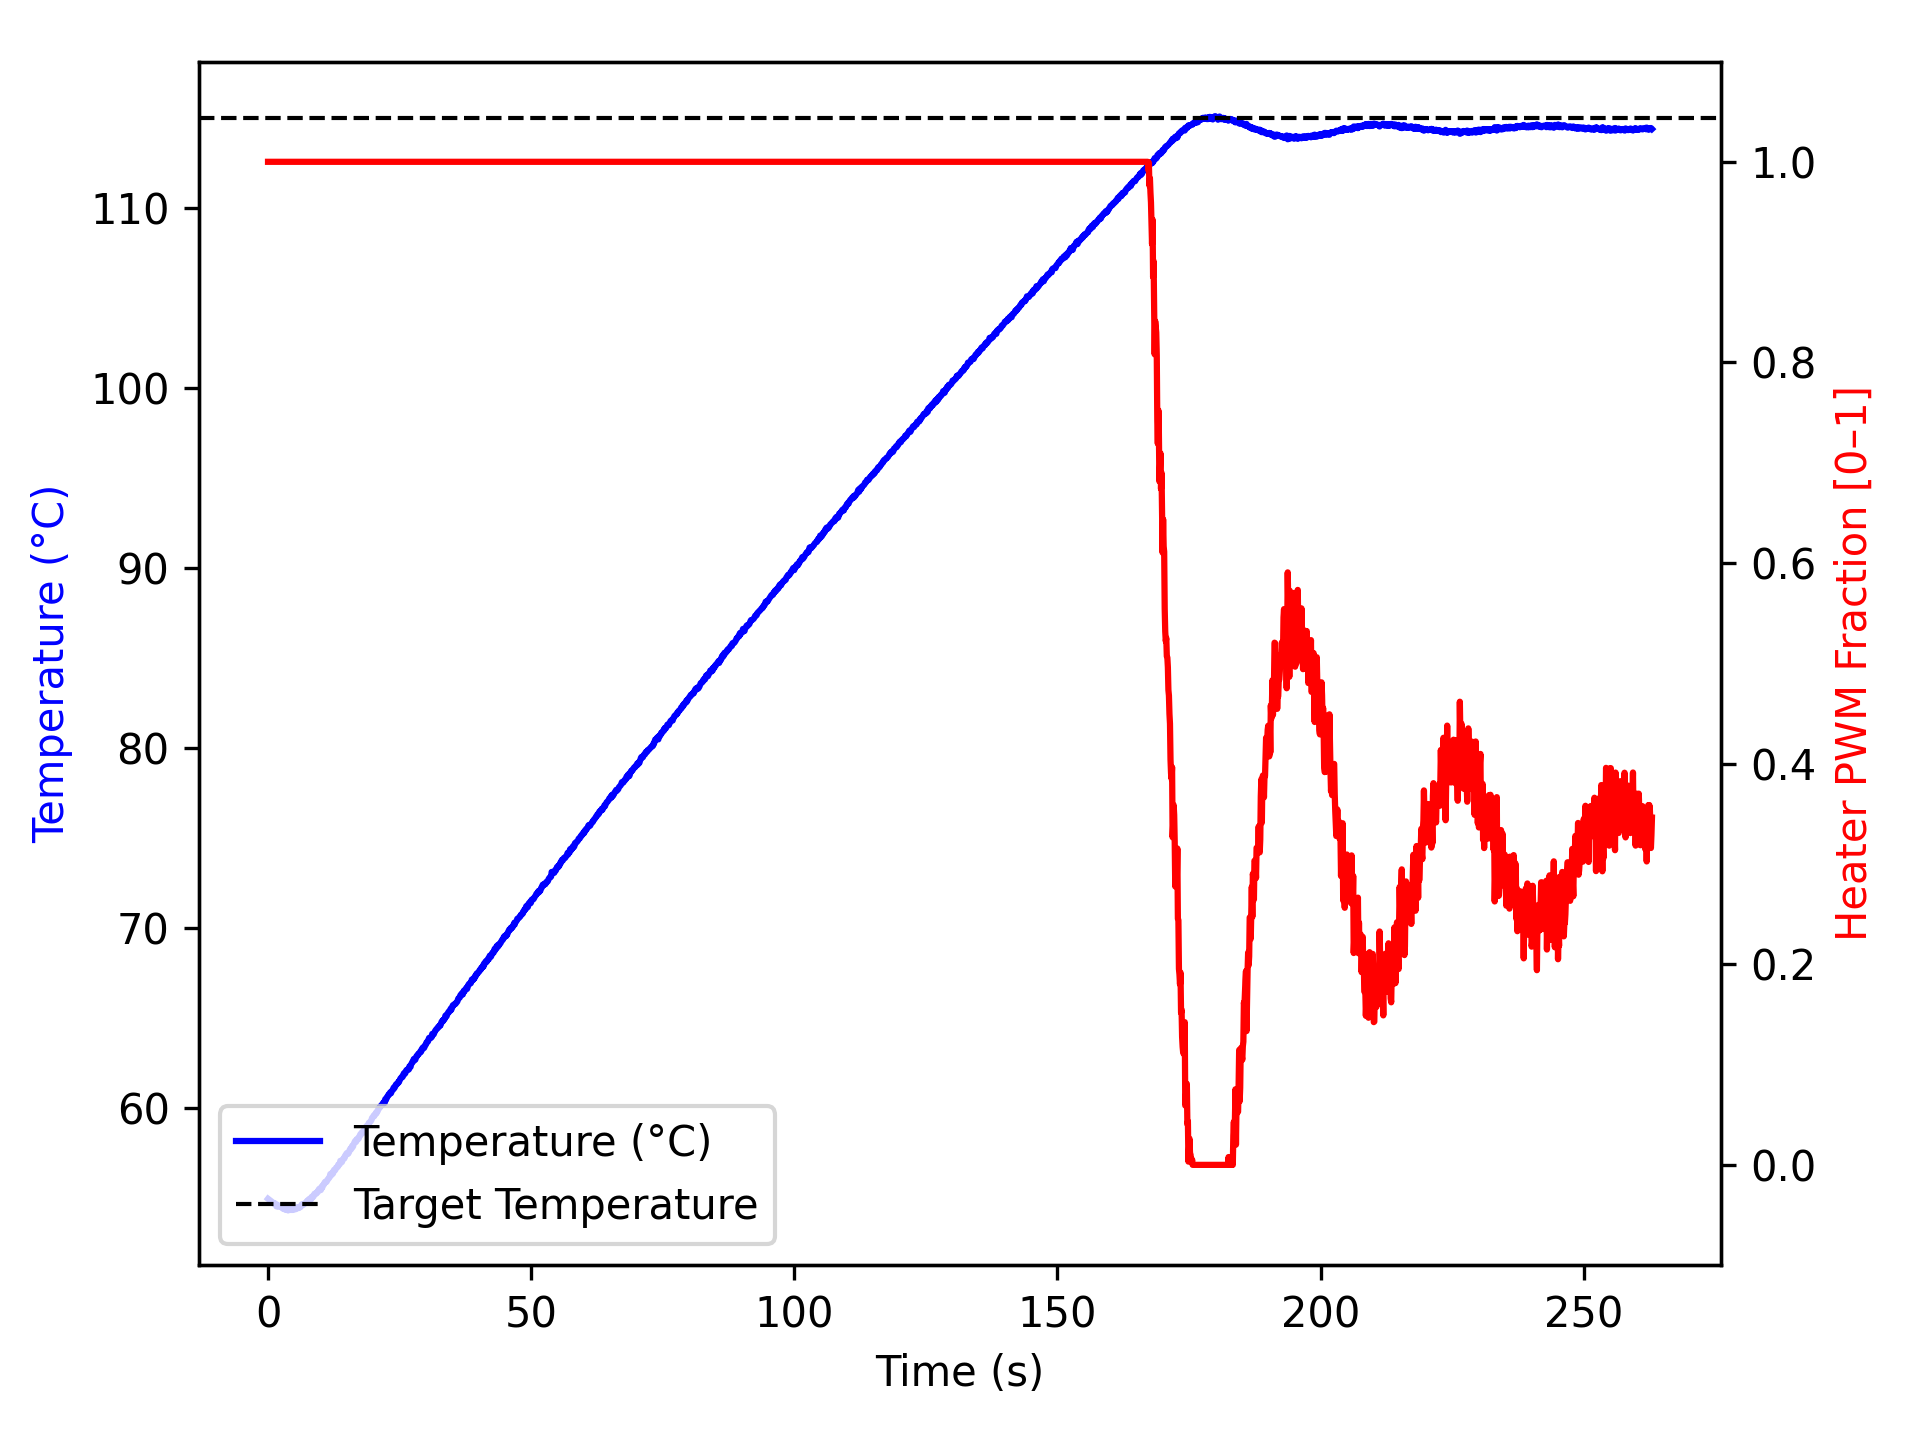 110
100
90
80
70
60
Temperature (°C)
1.0
0.8
0.6
0.4
0.2
0.0
Heater PWM Fraction [0–1]
Temperature (°C)
Target Temperature
0 50 100 150 200 250
Time (s)